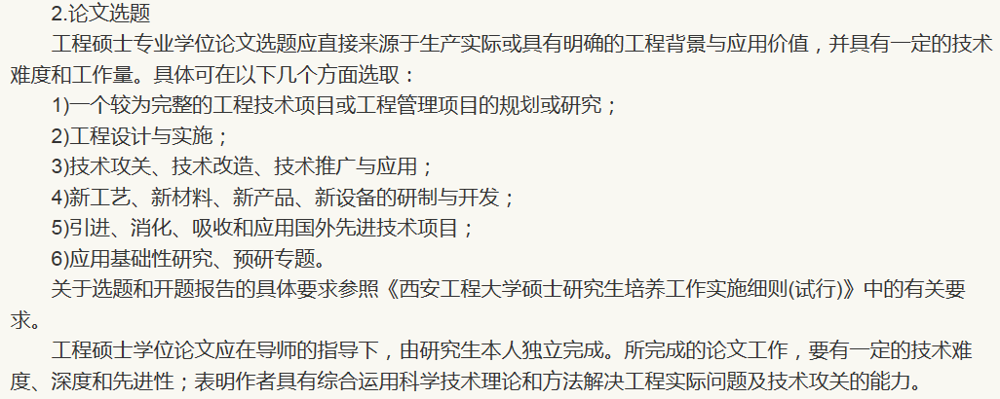 2.论文选题
工程硕士专业学位论文选题应直接来源于生产实际或具有明确的工程背景与应用价值，并具有一定的技术
难度和工作量。具体可在以下几个方面选取：
1)一个较为完整的工程技术项目或工程管理项目的规划或研究；
2)工程设计与实施；
3)技术攻关、技术改造、技术推广与应用；
4)新工艺、新材料、新产品、新设备的研制与开发；
5)引进、消化、吸收和应用国外先进技术项目；
6)应用基础性研究、预研专题。
关于选题和开题报告的具体要求参照《西安工程大学硕士研究生培养工作实施细则(试行)》中的有关要
求。
工程硕士学位论文应在导师的指导下，由研究生本人独立完成。所完成的论文工作，要有一定的技术难
度、深度和先进性；表明作者具有综合运用科学技术理论和方法解决工程实际问题及技术攻关的能力。